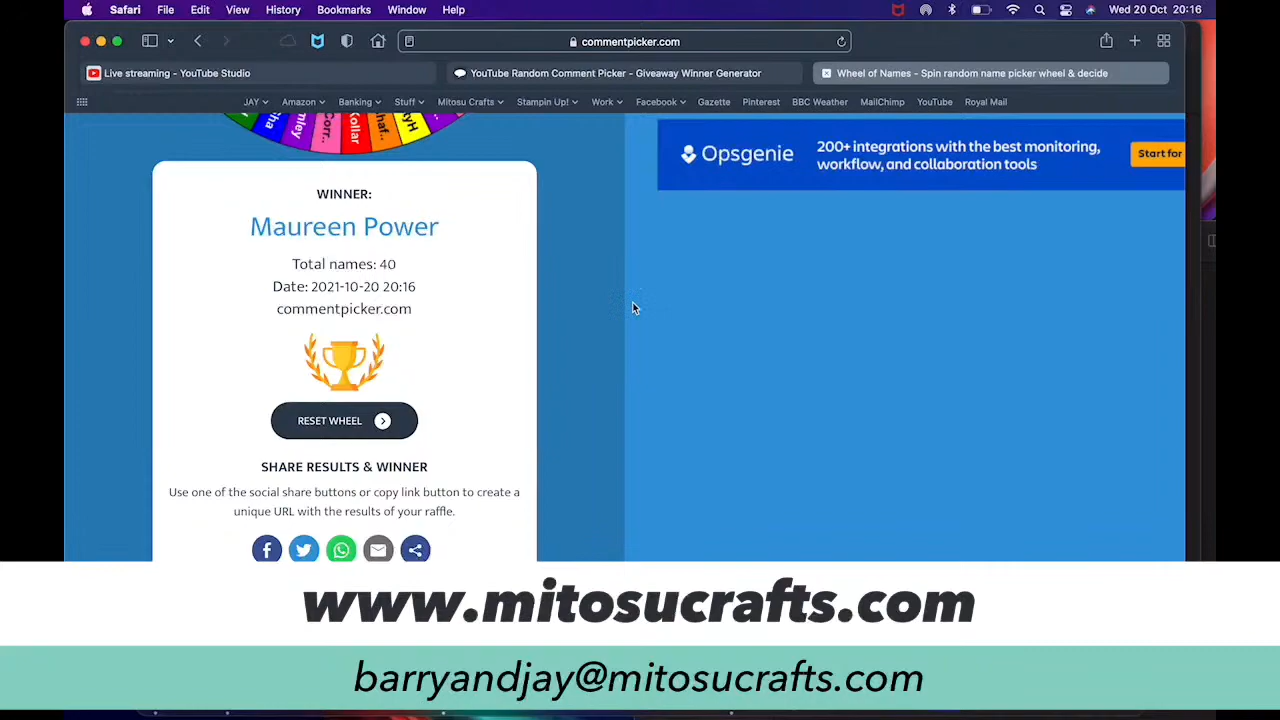 Safari File Edit View History Bookmarks Window Help Wed 20 Oct 20:16
commentpicker.com
Live streaming - YouTube Studio
YouTube Random Comment Picker - Giveaway Winner Generator
Wheel of Names - Spin random name picker wheel & decide
JAY Amazon Banking Stuff Mitosu Crafts Stampin Up! Work Facebook Gazette Pinterest BBC Weather MailChimp YouTube Royal Mail
Kollar
Opsgenie
200+ integrations with the best monitoring,
workflow, and collaboration tools
Start for
WINNER:
Maureen Power
Total names: 40
Date: 2021-10-20 20:16
commentpicker.com
RESET WHEEL
SHARE RESULTS & WINNER
Use one of the social share buttons or copy link button to create a
unique URL with the results of your raffle.
www.mitosucrafts.com
barryandjay@mitosucrafts.com